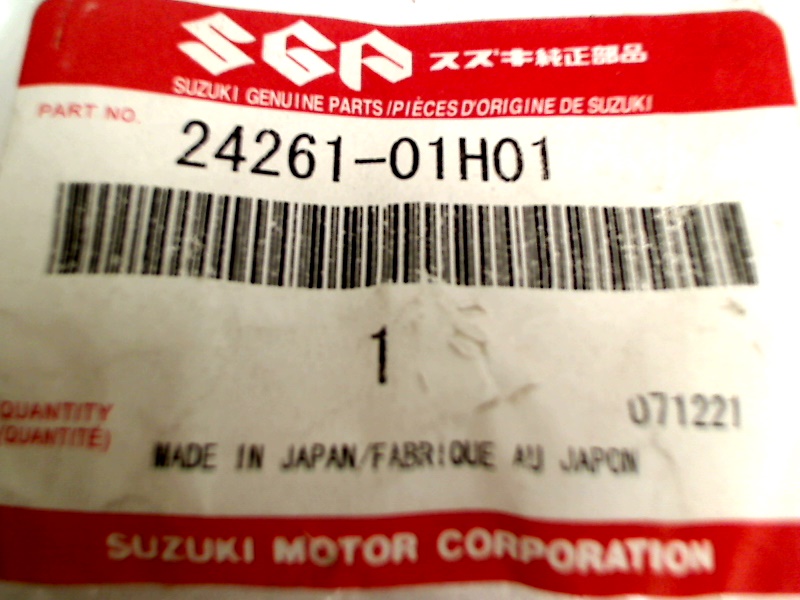 SGP スズキ純正部品
SUZUKI GENUINE PARTS/PIÈCES D'ORIGINE DE SUZUKI
PART NO.
24261-01H01
1
QUANTITY
(QUANTITÉ)
071221
MADE IN JAPAN/FABRIQUE AU JAPON
SUZUKI MOTOR CORPORATION